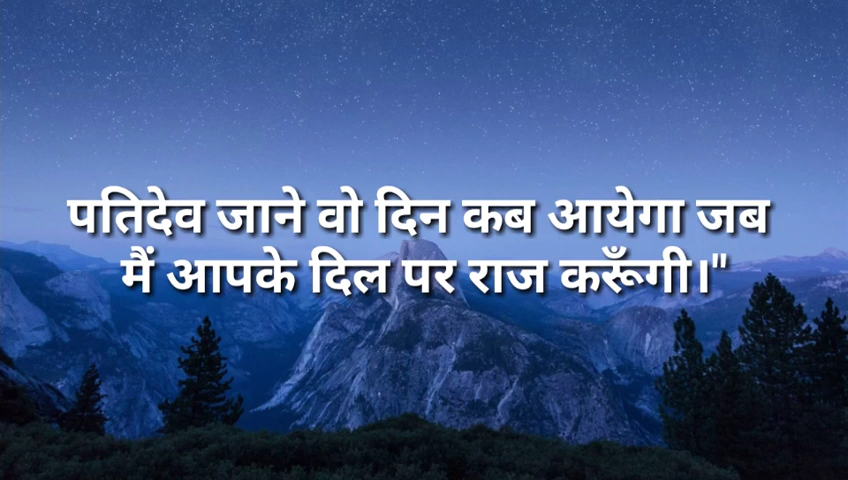 पतिदेव जाने वो दिन कब आयेगा जब
मैं आपके दिल पर राज करूँगी।"